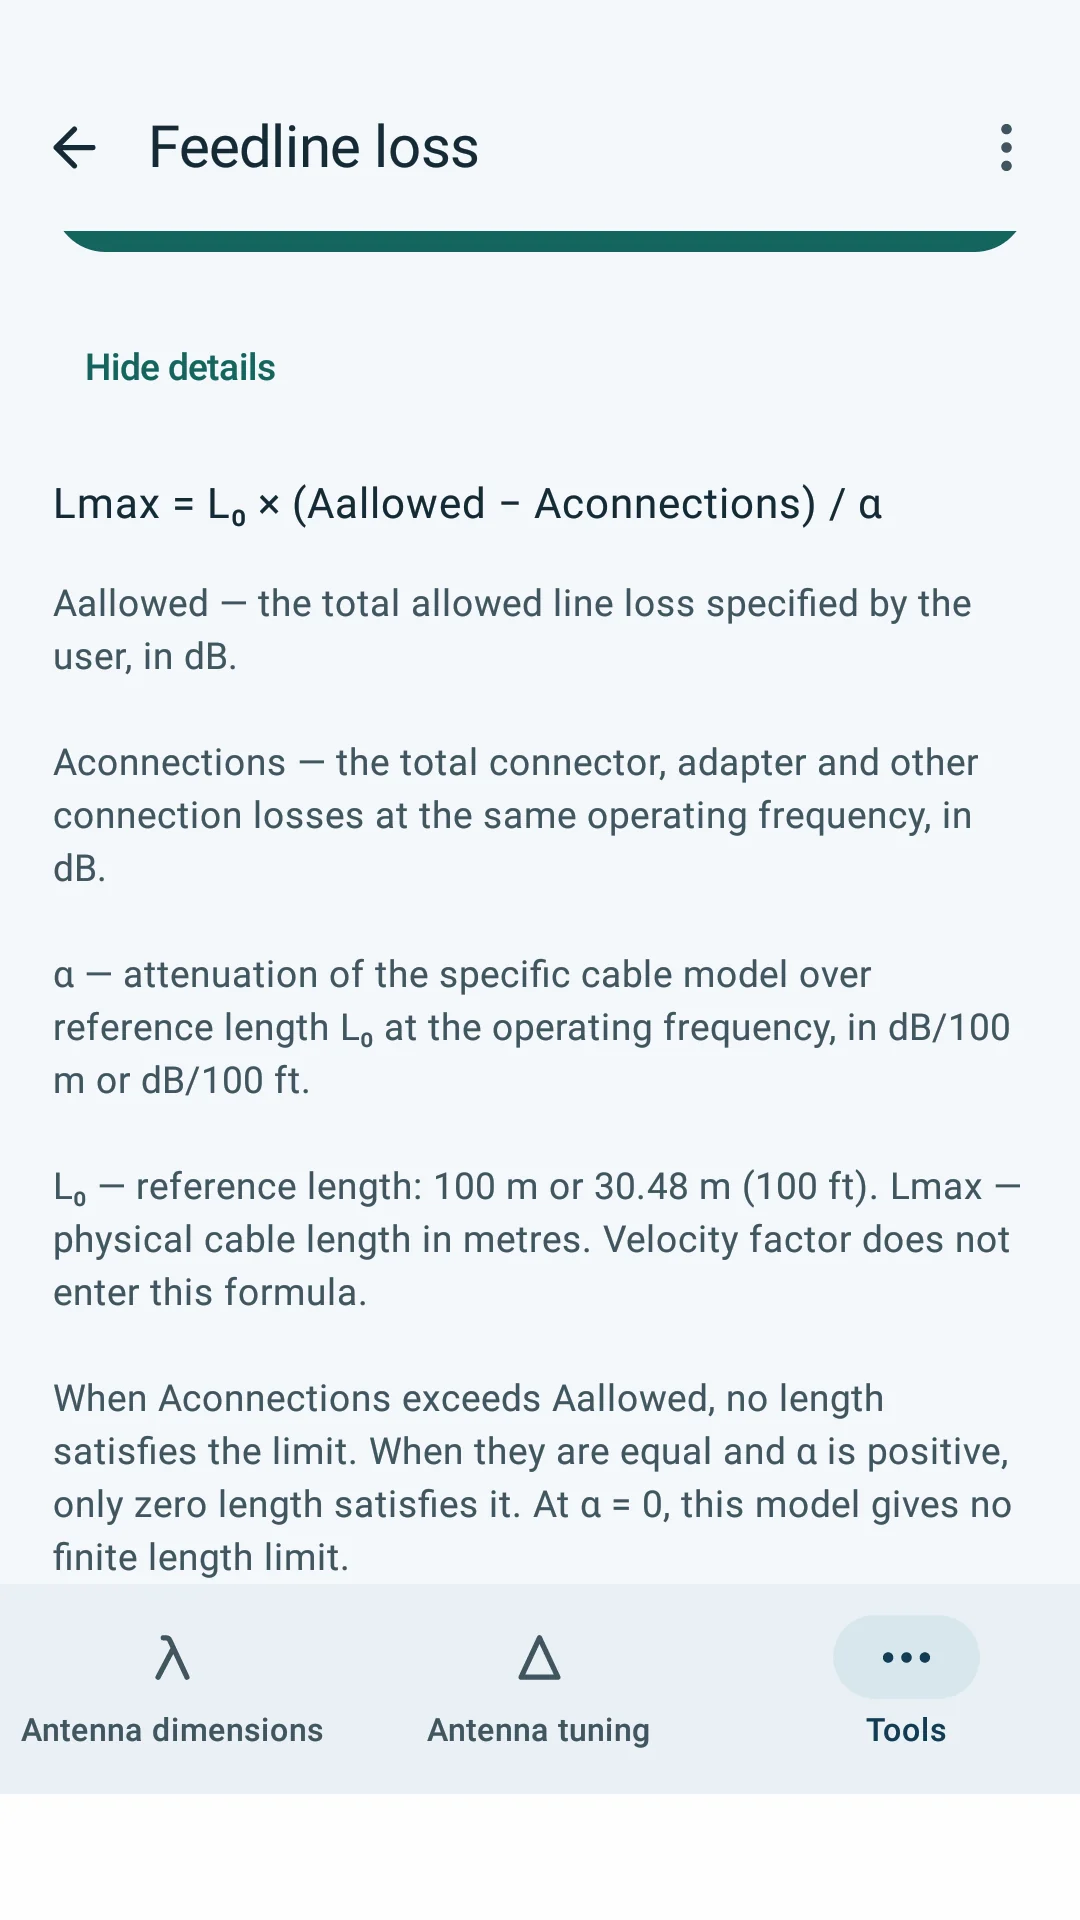 Feedline loss
Hide details
Lmax = L₀ × (Aallowed − Aconnections) / α
Aallowed — the total allowed line loss specified by the
user, in dB.
Aconnections — the total connector, adapter and other
connection losses at the same operating frequency, in
dB.
α — attenuation of the specific cable model over
reference length L₀ at the operating frequency, in dB/100
m or dB/100 ft.
L₀ — reference length: 100 m or 30.48 m (100 ft). Lmax —
physical cable length in metres. Velocity factor does not
enter this formula.
When Aconnections exceeds Aallowed, no length
satisfies the limit. When they are equal and α is positive,
only zero length satisfies it. At α = 0, this model gives no
finite length limit.
Antenna dimensions
Antenna tuning
Tools